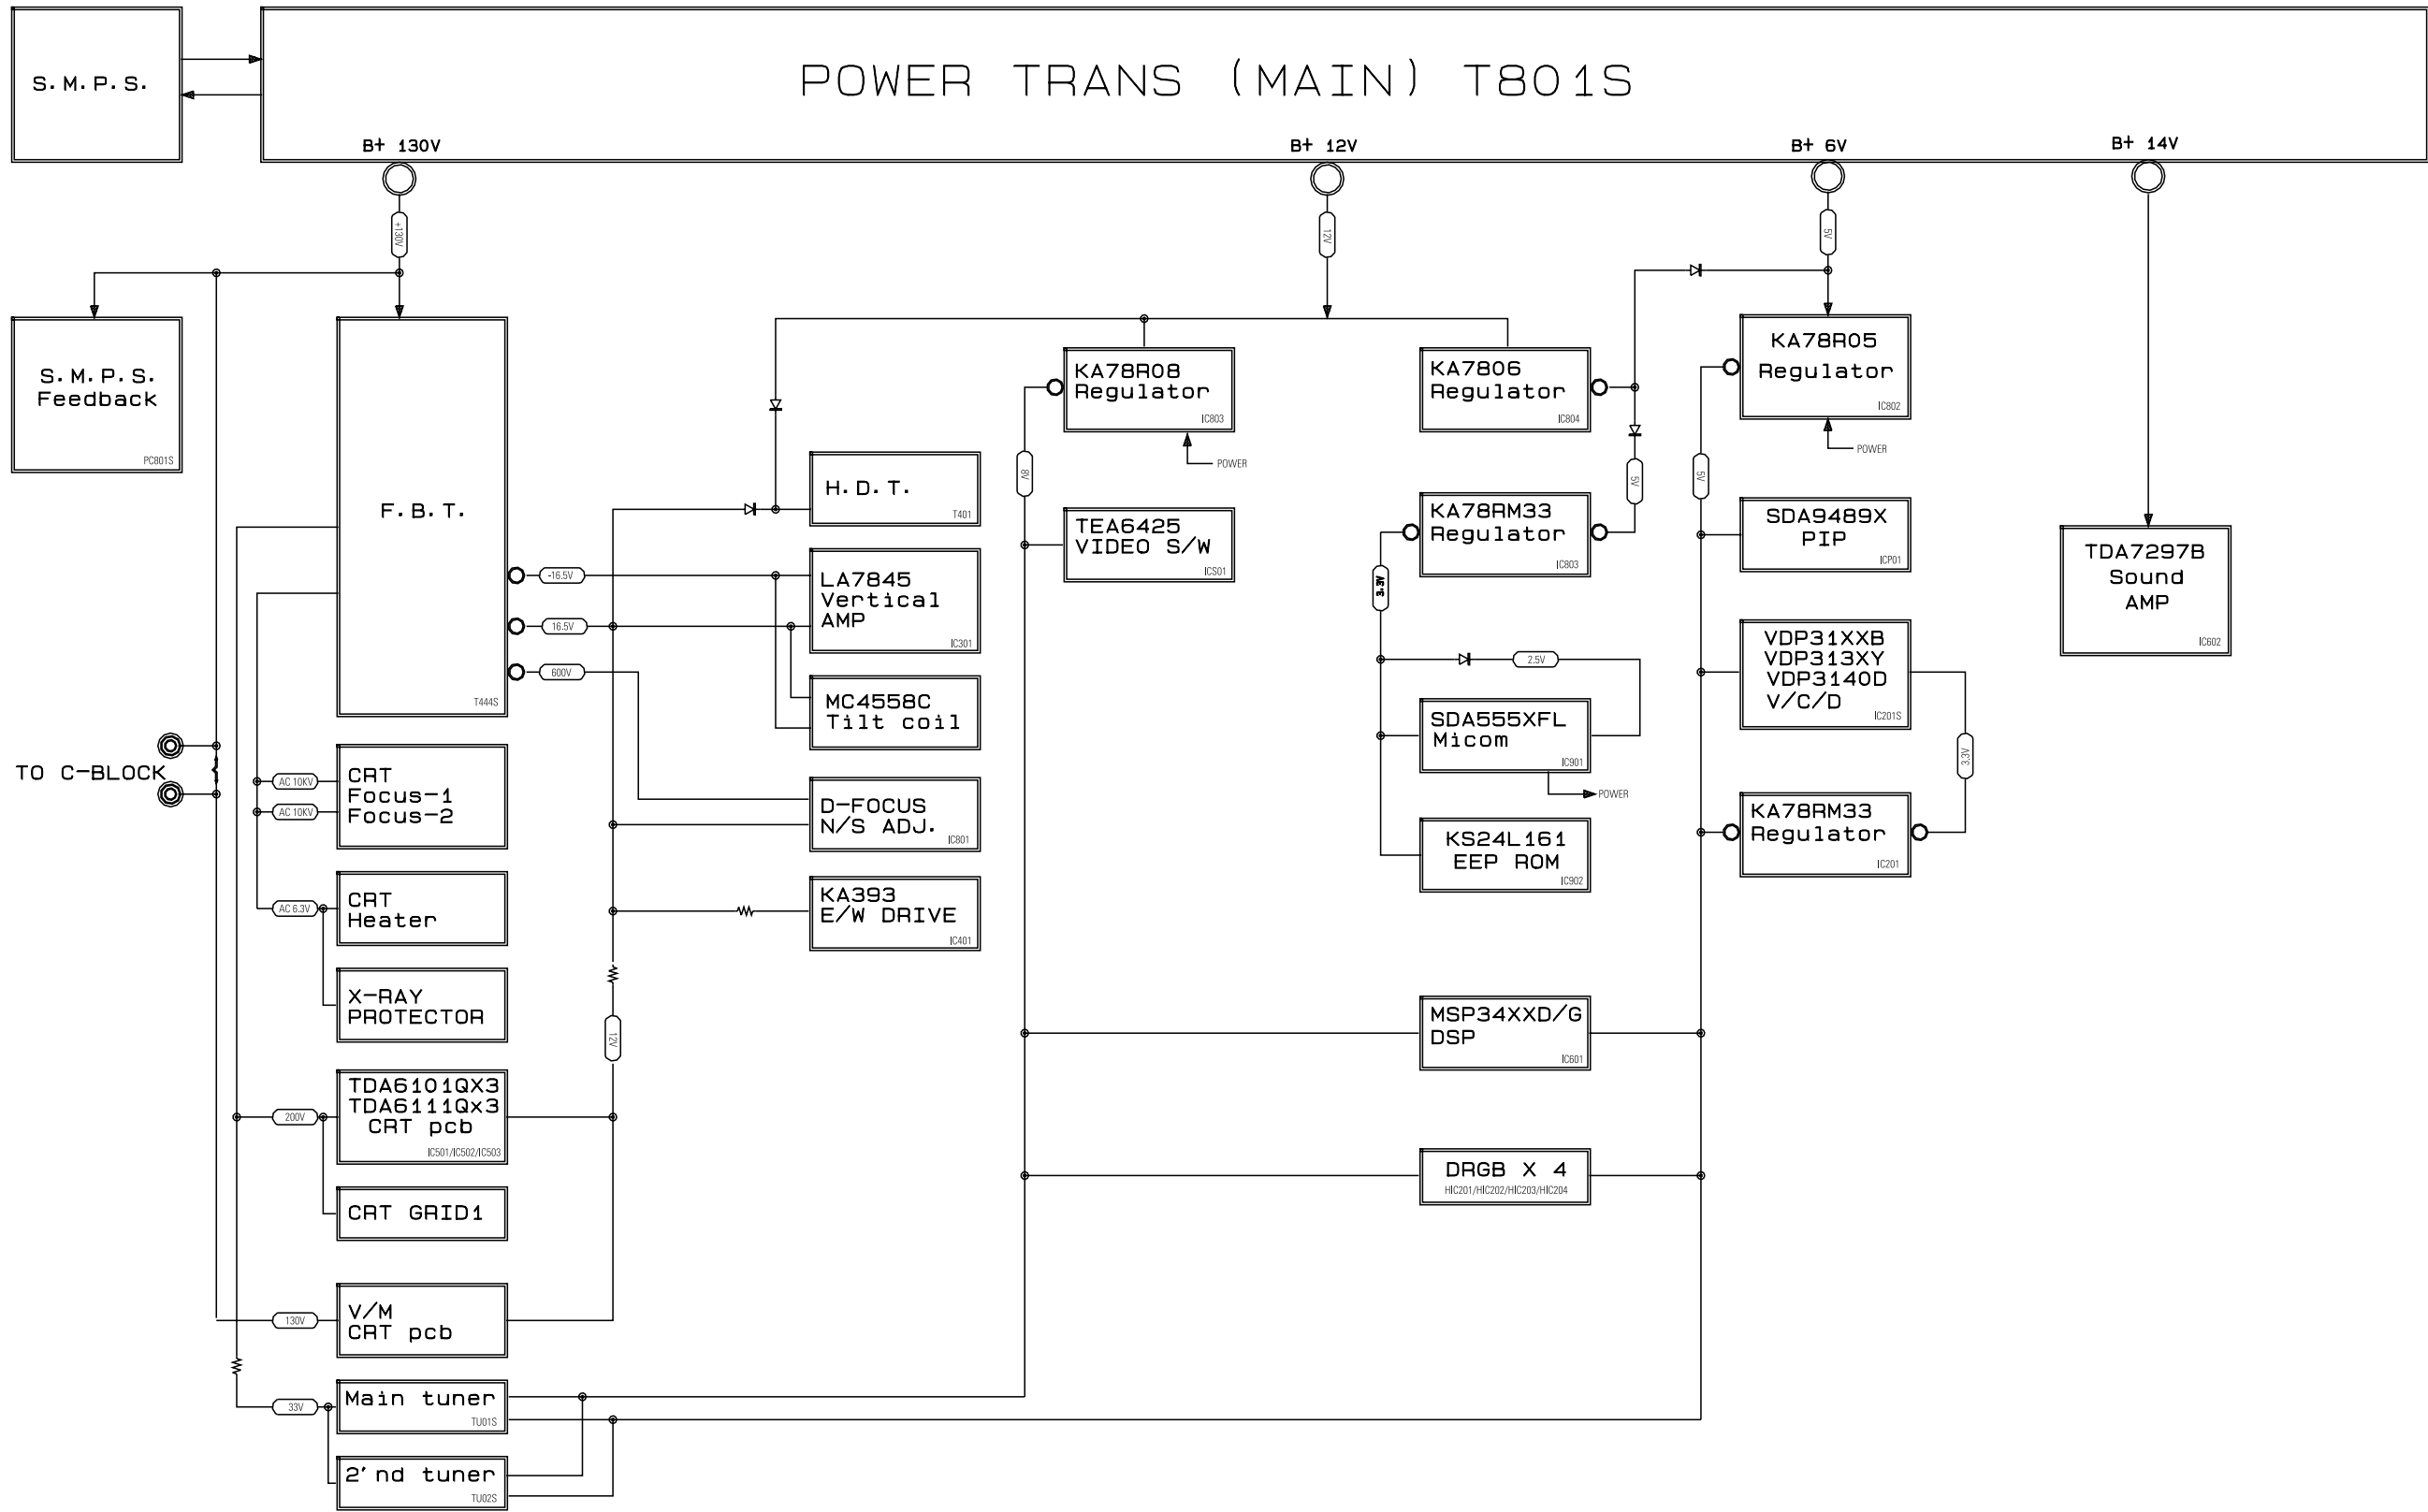 S.M.P.S.
POWER TRANS (MAIN) T801S
B+ 130V
B+ 12V
B+ 6V
B+ 14V
+130V
12V
5V
S.M.P.S.
Feedback
PC801S
F.B.T.
T444S
-16.5V
16.5V
600V
H.D.T.
T401
LA7845
Vertical
AMP
IC301
MC4558C
Tilt coil
D-FOCUS
N/S ADJ.
IC801
KA393
E/W DRIVE
IC401
12V
KA78R08
Regulator
IC803
POWER
8V
TEA6425
VIDEO S/W
ICS01
KA7806
Regulator
IC804
5V
KA78RM33
Regulator
IC803
3.3V
2.5V
SDA555XFL
Micom
IC901
POWER
KS24L161
EEP ROM
IC902
MSP34XXD/G
DSP
IC601
DRGB X 4
HIC201/HIC202/HIC203/HIC204
KA78R05
Regulator
IC802
POWER
5V
SDA9489X
PIP
ICP01
VDP31XXB
VDP313XY
VDP3140D
V/C/D
IC201S
3.3V
KA78RM33
Regulator
IC201
TDA7297B
Sound
AMP
IC602
TO C-BLOCK
AC 10KV
AC 10KV
CRT
Focus-1
Focus-2
AC 6.3V
CRT
Heater
X-RAY
PROTECTOR
200V
TDA6101QX3
TDA6111Qx3
CRT pcb
IC501/IC502/IC503
CRT GRID1
130V
V/M
CRT pcb
33V
Main tuner
TU01S
2'nd tuner
TU02S